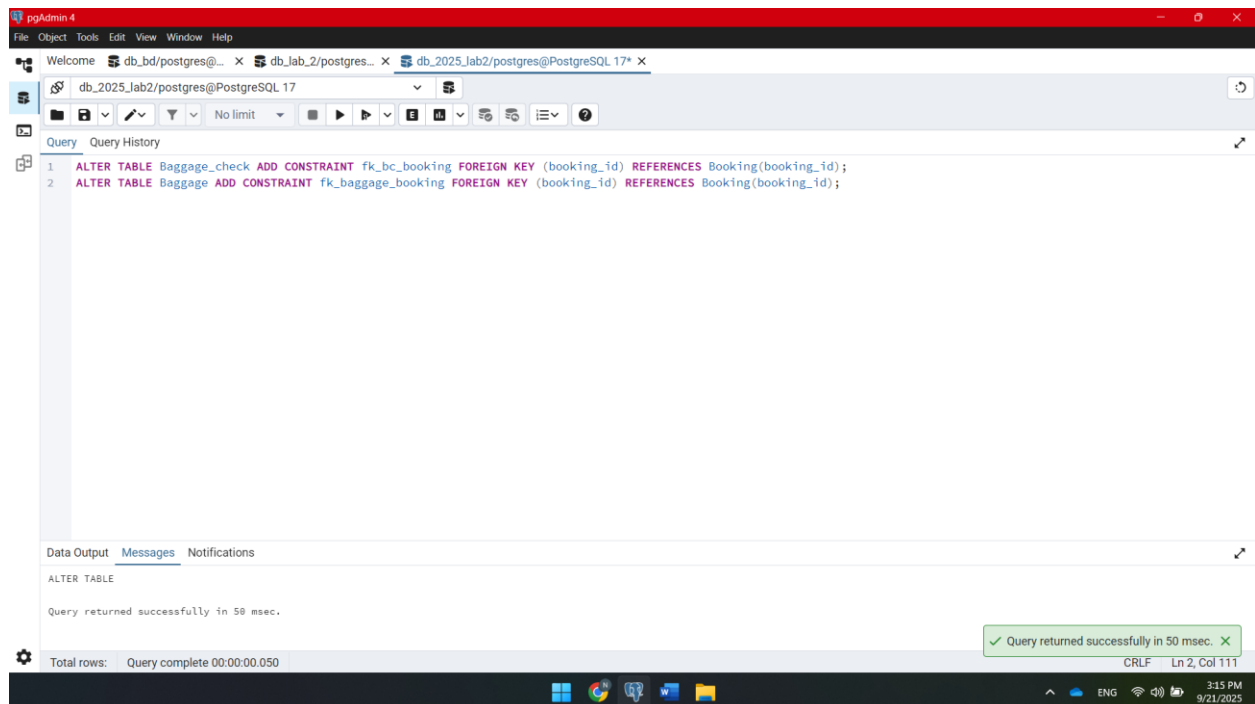 pgAdmin 4
File Object Tools Edit View Window Help
Welcome db_bd/postgres@... db_lab_2/postgres... db_2025_lab2/postgres@PostgreSQL 17*
db_2025_lab2/postgres@PostgreSQL 17
No limit
Query Query History
1 ALTER TABLE Baggage_check ADD CONSTRAINT fk_bc_booking FOREIGN KEY (booking_id) REFERENCES Booking(booking_id);
2 ALTER TABLE Baggage ADD CONSTRAINT fk_baggage_booking FOREIGN KEY (booking_id) REFERENCES Booking(booking_id);
Data Output Messages Notifications
ALTER TABLE
Query returned successfully in 50 msec.
Query returned successfully in 50 msec.
Total rows: Query complete 00:00:00.050 CRLF Ln 2, Col 111
ENG 3:15 PM
9/21/2025